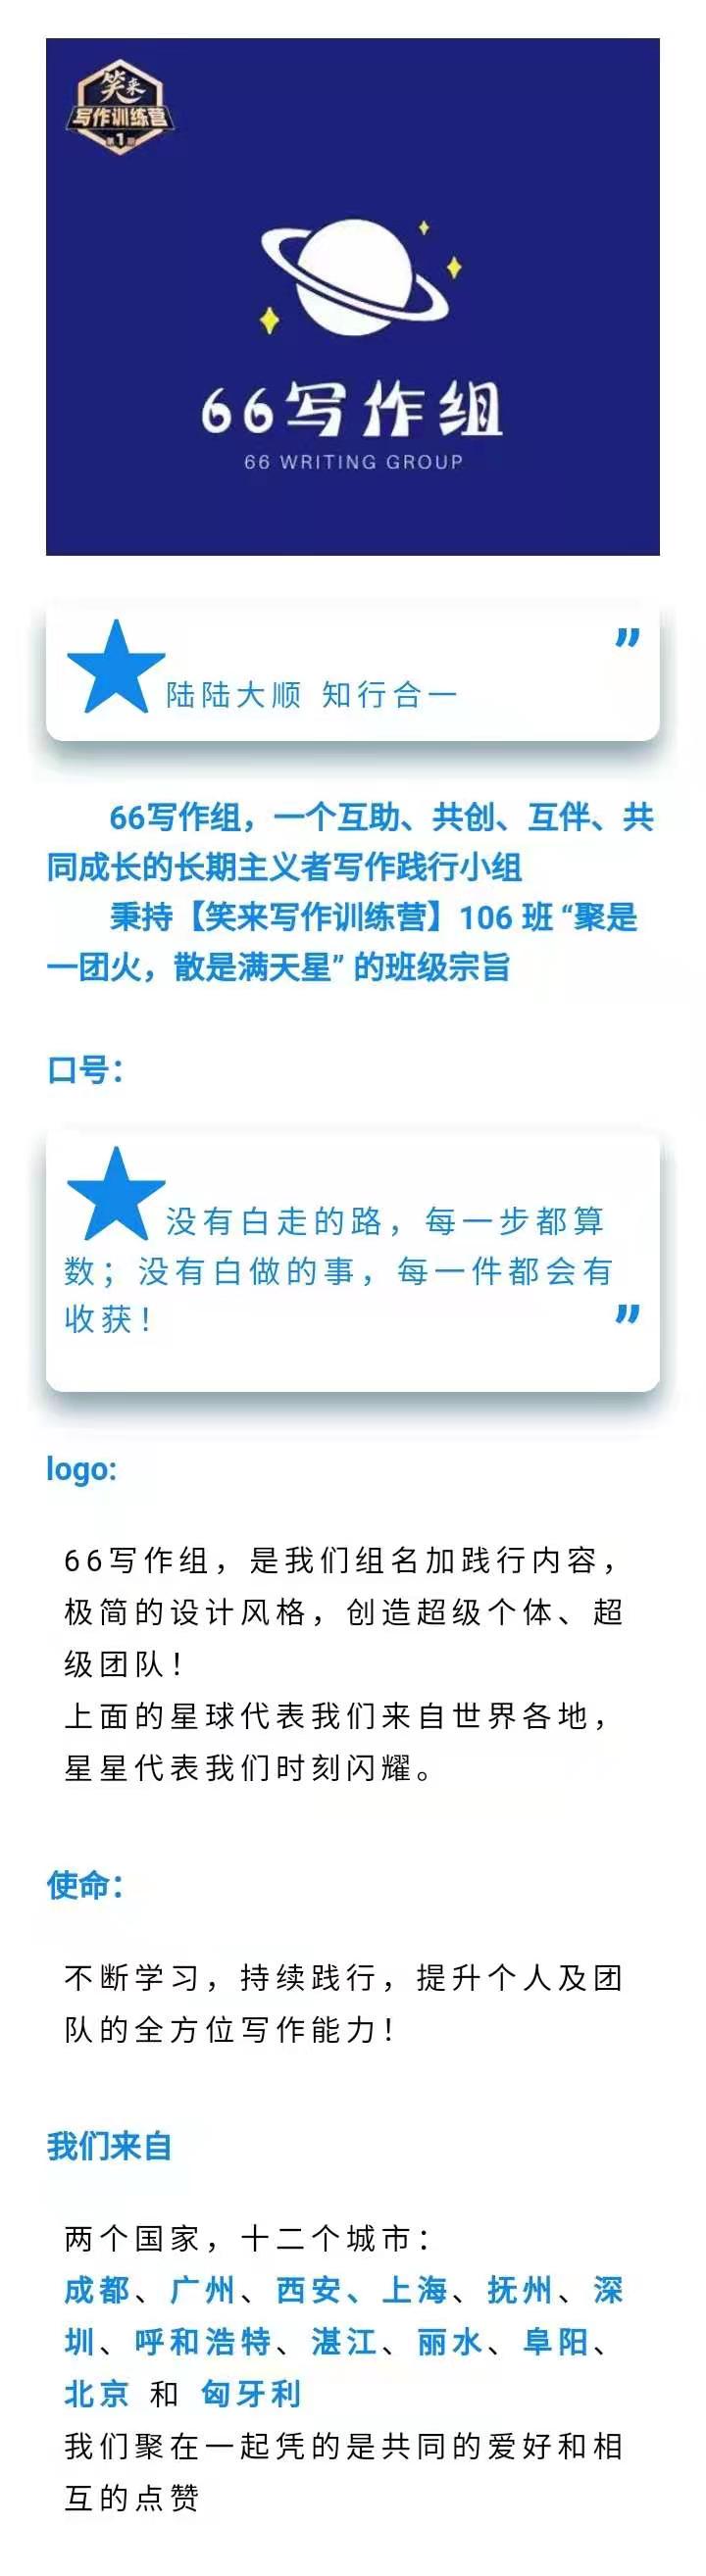 笑来
写作训练营
第1期
66写作组
66 WRITING GROUP
”
陆陆大顺 知行合一
66写作组，一个互助、共创、互伴、共
同成长的长期主义者写作践行小组
秉持【笑来写作训练营】106 班 “聚是
一团火，散是满天星” 的班级宗旨
口号：
没有白走的路，每一步都算
数；没有白做的事，每一件都会有
收获！
”
logo:
66写作组，是我们组名加践行内容，
极简的设计风格，创造超级个体、超
级团队！
上面的星球代表我们来自世界各地，
星星代表我们时刻闪耀。
使命：
不断学习，持续践行，提升个人及团
队的全方位写作能力！
我们来自
两个国家，十二个城市：
成都、广州、西安、上海、抚州、深
圳、呼和浩特、湛江、丽水、阜阳、
北京 和 匈牙利
我们聚在一起凭的是共同的爱好和相
互的点赞